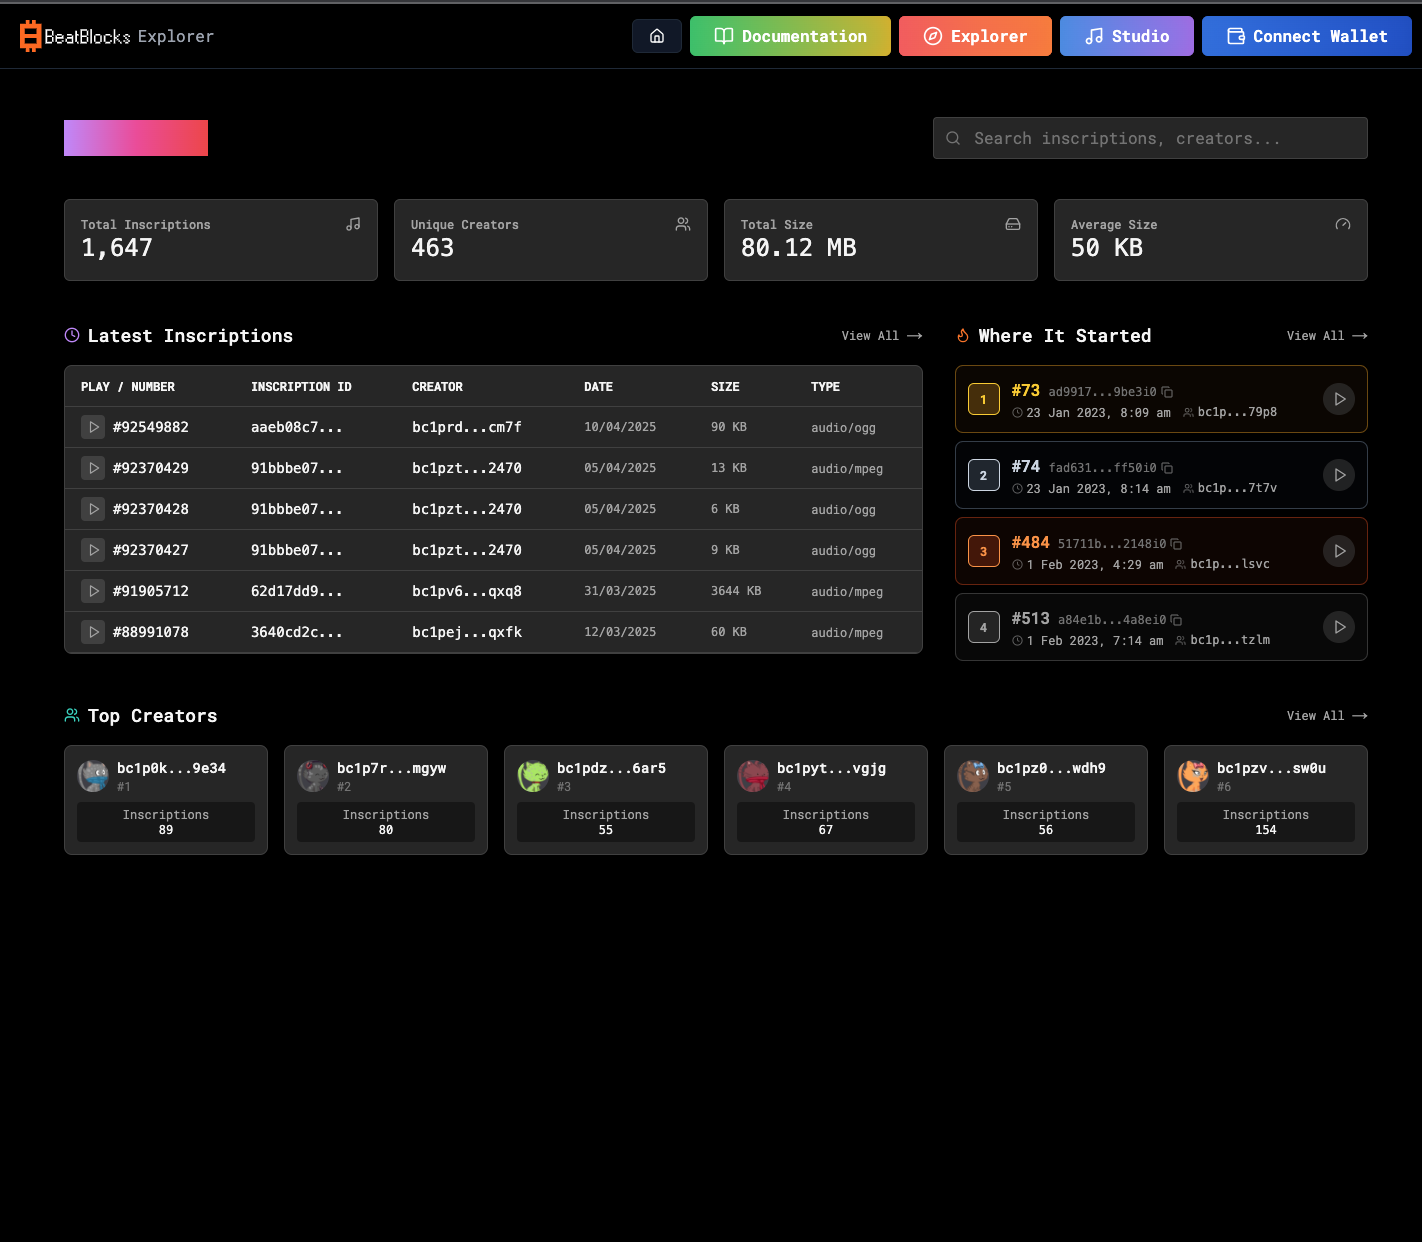 BeatBlocks Explorer
Documentation
Explorer
Studio
Connect Wallet
Search inscriptions, creators...
Total Inscriptions
1,647
Unique Creators
463
Total Size
80.12 MB
Average Size
50 KB
Latest Inscriptions
View All →
PLAY / NUMBER INSCRIPTION ID CREATOR DATE SIZE TYPE
#92549882 aaeb08c7... bc1prd...cm7f 10/04/2025 90 KB audio/ogg
#92370429 91bbbe07... bc1pzt...2470 05/04/2025 13 KB audio/mpeg
#92370428 91bbbe07... bc1pzt...2470 05/04/2025 6 KB audio/ogg
#92370427 91bbbe07... bc1pzt...2470 05/04/2025 9 KB audio/ogg
#91905712 62d17dd9... bc1pv6...qxq8 31/03/2025 3644 KB audio/mpeg
#88991078 3640cd2c... bc1pej...qxfk 12/03/2025 60 KB audio/mpeg
Where It Started
View All →
1
#73 ad9917...9be3i0
23 Jan 2023, 8:09 am bc1p...79p8
2
#74 fad631...ff50i0
23 Jan 2023, 8:14 am bc1p...7t7v
3
#484 51711b...2148i0
1 Feb 2023, 4:29 am bc1p...lsvc
4
#513 a84e1b...4a8ei0
1 Feb 2023, 7:14 am bc1p...tzlm
Top Creators
View All →
bc1p0k...9e34
#1
Inscriptions
89
bc1p7r...mgyw
#2
Inscriptions
80
bc1pdz...6ar5
#3
Inscriptions
55
bc1pyt...vgjg
#4
Inscriptions
67
bc1pz0...wdh9
#5
Inscriptions
56
bc1pzv...sw0u
#6
Inscriptions
154